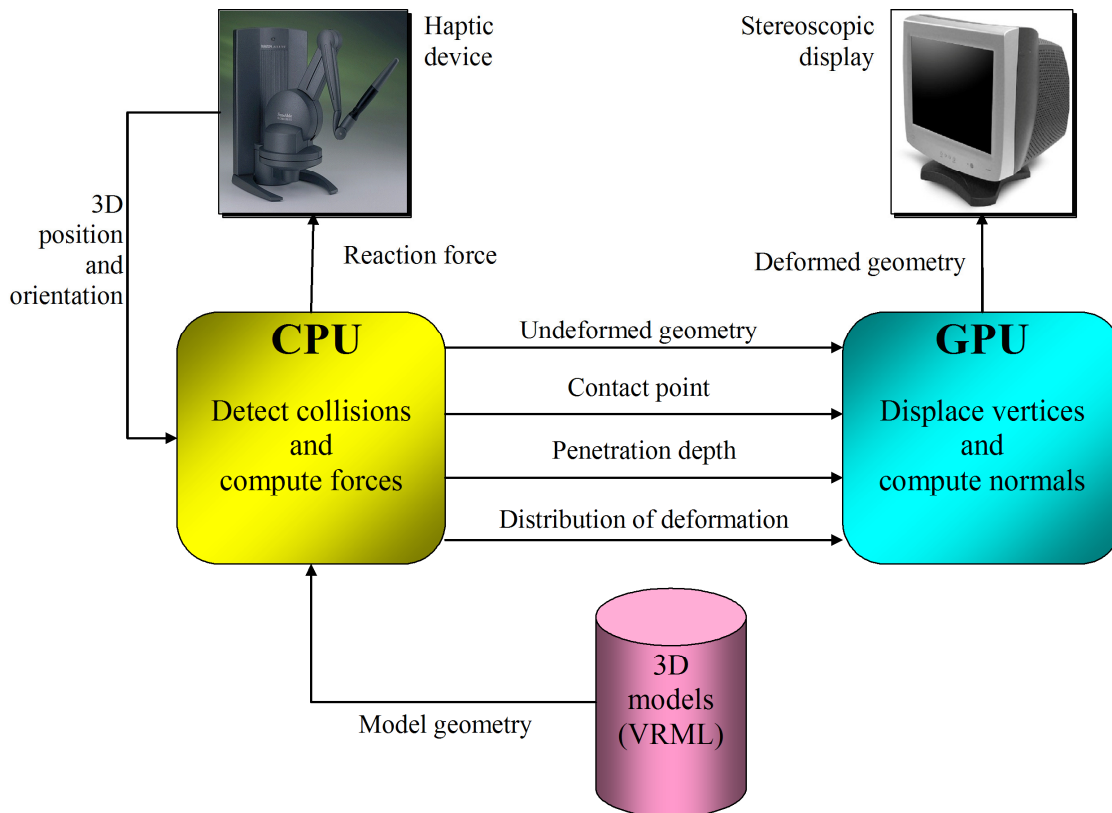 Haptic
device
Stereoscopic
display
3D
position
and
orientation
Reaction force
Deformed geometry
CPU
Detect collisions
and
compute forces
Undeformed geometry
Contact point
Penetration depth
Distribution of deformation
GPU
Displace vertices
and
compute normals
3D
models
(VRML)
Model geometry